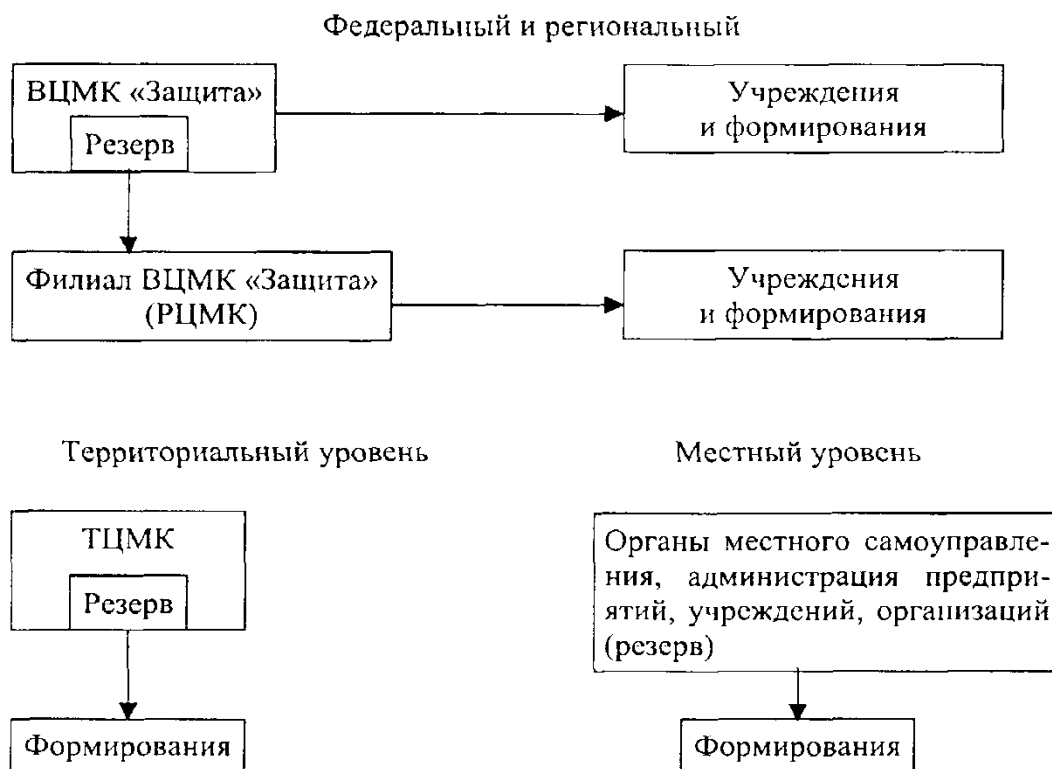 Федеральный и региональный
ВЦМК «Защита»
Резерв
Учреждения
и формирования
Филиал ВЦМК «Защита»
(РЦМК)
Учреждения
и формирования
Территориальный уровень
ТЦМК
Резерв
Формирования
Местный уровень
Органы местного самоуправле-
ния, администрация предпри-
ятий, учреждений, организаций
(резерв)
Формирования